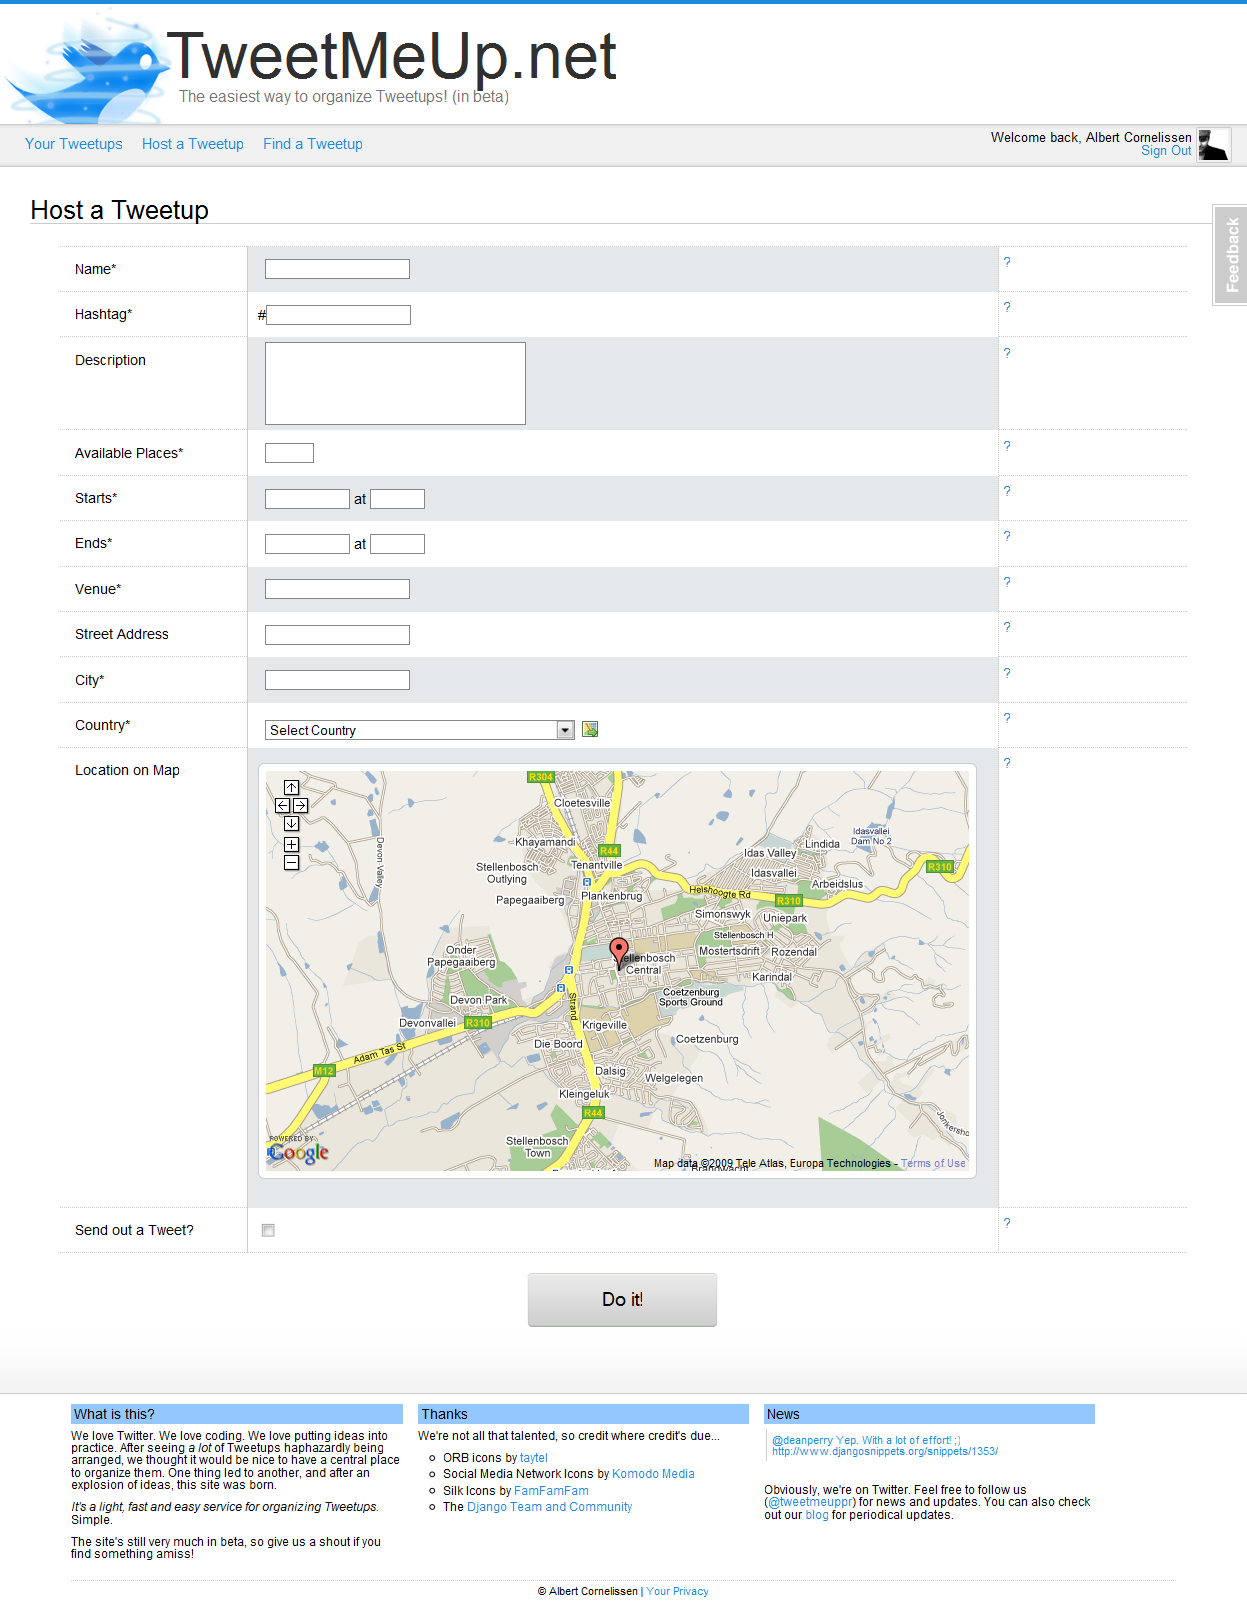 TweetMeUp.net
The easiest way to organize Tweetups! (in beta)
Your Tweetups Host a Tweetup Find a Tweetup
Welcome back, Albert Cornelissen
Sign Out
Feedback
Host a Tweetup
Name* ?
Hashtag* # ?
Description ?
Available Places* ?
Starts* at ?
Ends* at ?
Venue* ?
Street Address ?
City* ?
Country* Select Country ?
Location on Map ?
R304
Cloetesville
Devon Valley
Khayamandi
R44
Tenantville
Stellenbosch
Outlying
Papegaaiberg
Plankenbrug
Idasvallei
Dam No 2
Lindida
Idas Valley
Idasvallei
R310
Arbeidslus
Helshoogte Rd
R310
Simonswyk
Uniepark
Stellenbosch H
Mostertsdrift
Rozendal
Onder
Papegaaiberg
Stellenbosch
Central
Karindal
Coetzenburg
Sports Ground
Devon Park
Strand
Devonvallei
R310
Krigeville
Die Boord
Coetzenburg
Adam Tas St
M12
Dalsig
Welgelegen
Kleingeluk
R44
Jonkersho
Stellenbosch
Town
POWERED BY
Google
Brandwacht
Map data ©2009 Tele Atlas, Europa Technologies - Terms of Use
Send out a Tweet? ?
Do it!
What is this?
We love Twitter. We love coding. We love putting ideas into
practice. After seeing a lot of Tweetups haphazardly being
arranged, we thought it would be nice to have a central place
to organize them. One thing led to another, and after an
explosion of ideas, this site was born.
It's a light, fast and easy service for organizing Tweetups.
Simple.
The site's still very much in beta, so give us a shout if you
find something amiss!
Thanks
We're not all that talented, so credit where credit's due...
ORB icons by taytel
Social Media Network Icons by Komodo Media
Silk Icons by FamFamFam
The Django Team and Community
News
@deanperry Yep. With a lot of effort! ;)
http://www.djangosnippets.org/snippets/1353/
Obviously, we're on Twitter. Feel free to follow us
(@tweetmeuppr) for news and updates. You can also check
out our blog for periodical updates.
© Albert Cornelissen | Your Privacy